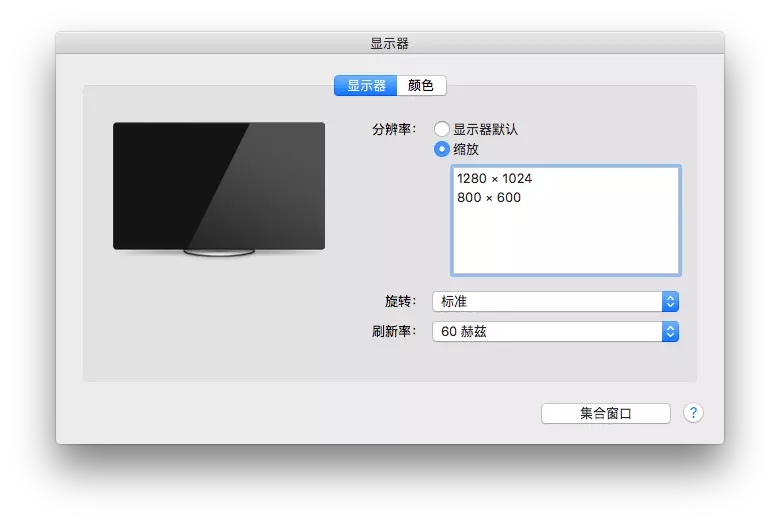 显示器
显示器 颜色
分辨率： 显示器默认
缩放
1280 × 1024
800 × 600
旋转： 标准
刷新率： 60 赫兹
集合窗口 ?